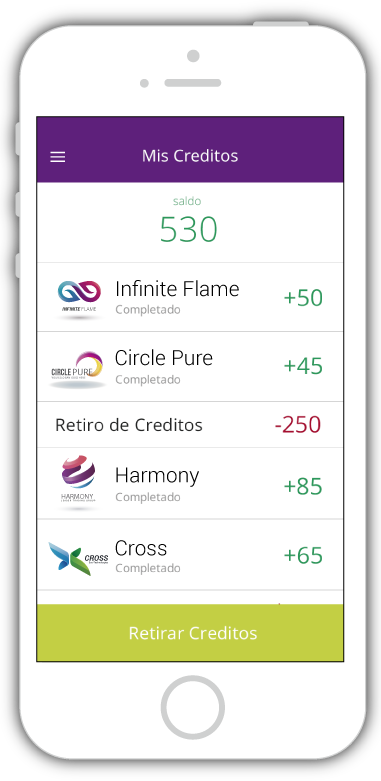 Mis Creditos
saldo
530
Infinite Flame
+50
Completado
INFINITE FLAME
Circle Pure
+45
Completado
CIRCLE PURE
Retiro de Creditos
-250
Harmony
+85
Completado
HARMONY
Cross
+65
Completado
CROSS
Retirar Creditos